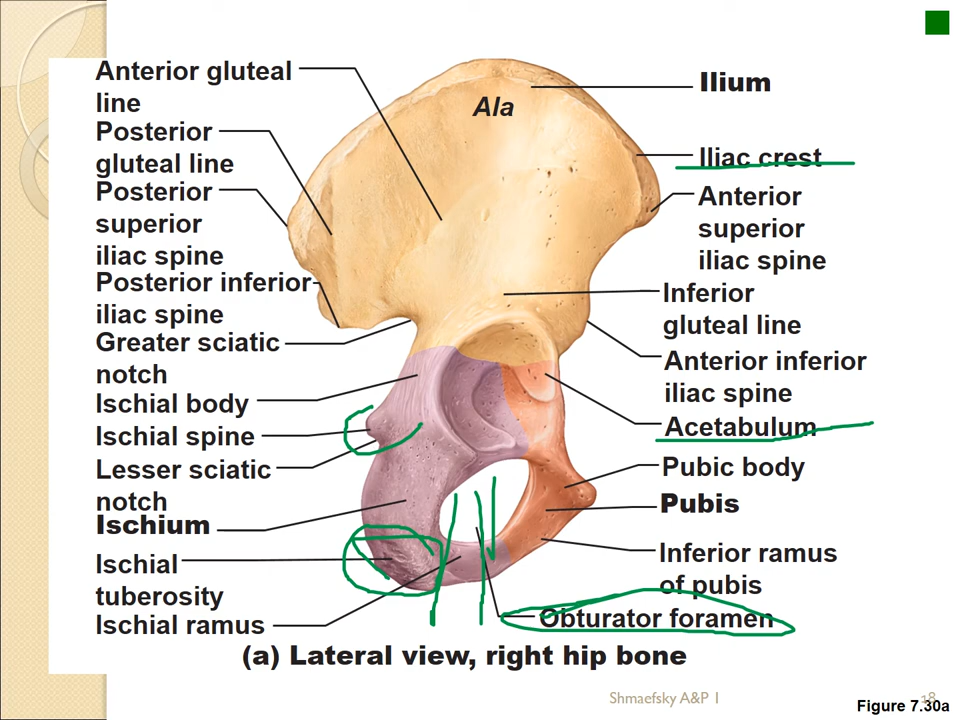 Anterior gluteal
line
Posterior
gluteal line
Posterior
superior
iliac spine
Posterior inferior
iliac spine
Greater sciatic
notch
Ischial body
Ischial spine
Lesser sciatic
notch
Ischium
Ischial
tuberosity
Ischial ramus
Ala
Ilium
Iliac crest
Anterior
superior
iliac spine
Inferior
gluteal line
Anterior inferior
iliac spine
Acetabulum
Pubic body
Pubis
Inferior ramus
of pubis
Obturator foramen
(a) Lateral view, right hip bone
Shmaefsky A&P 1
18
Figure 7.30a